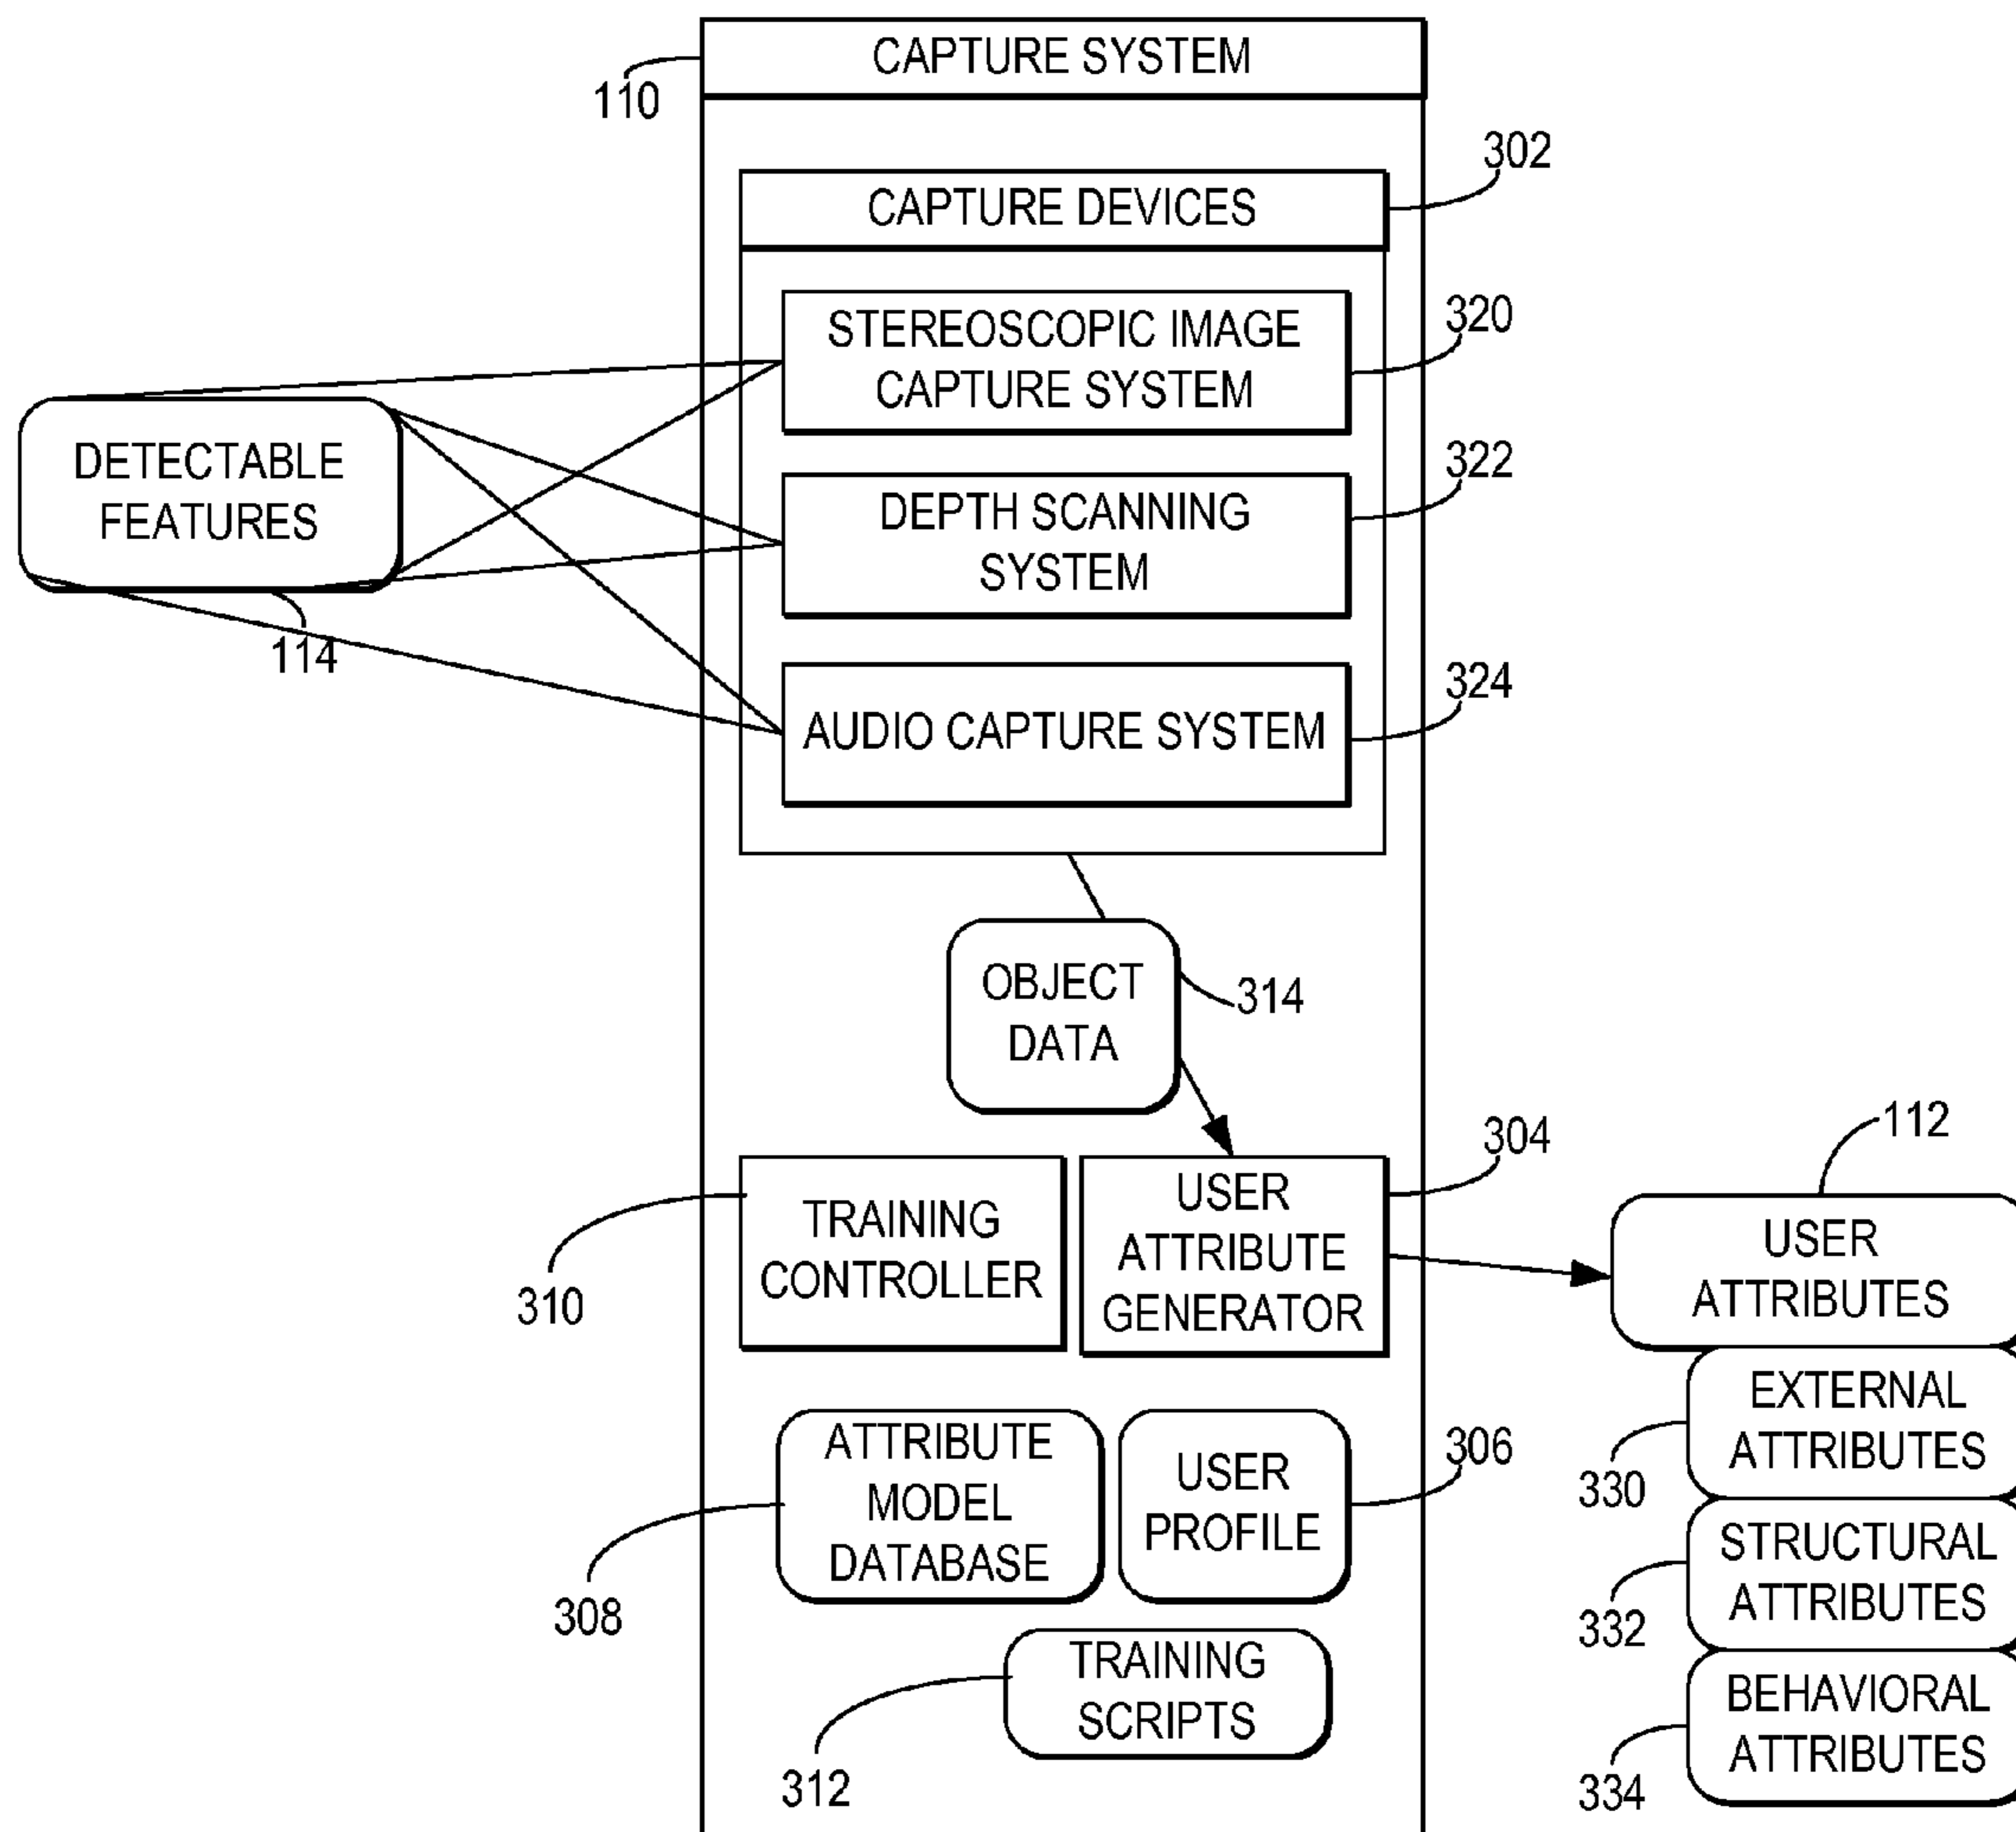 CAPTURE SYSTEM
110
302
CAPTURE DEVICES
STEREOSCOPIC IMAGE
CAPTURE SYSTEM
320
DETECTABLE
FEATURES
114
322
DEPTH SCANNING
SYSTEM
324
AUDIO CAPTURE SYSTEM
OBJECT
DATA
314
304
112
TRAINING
CONTROLLER
310
USER
ATTRIBUTE
GENERATOR
USER
ATTRIBUTES
EXTERNAL
ATTRIBUTES
330
ATTRIBUTE
MODEL
DATABASE
308
USER
PROFILE
306
STRUCTURAL
ATTRIBUTES
332
TRAINING
SCRIPTS
312
BEHAVIORAL
ATTRIBUTES
334